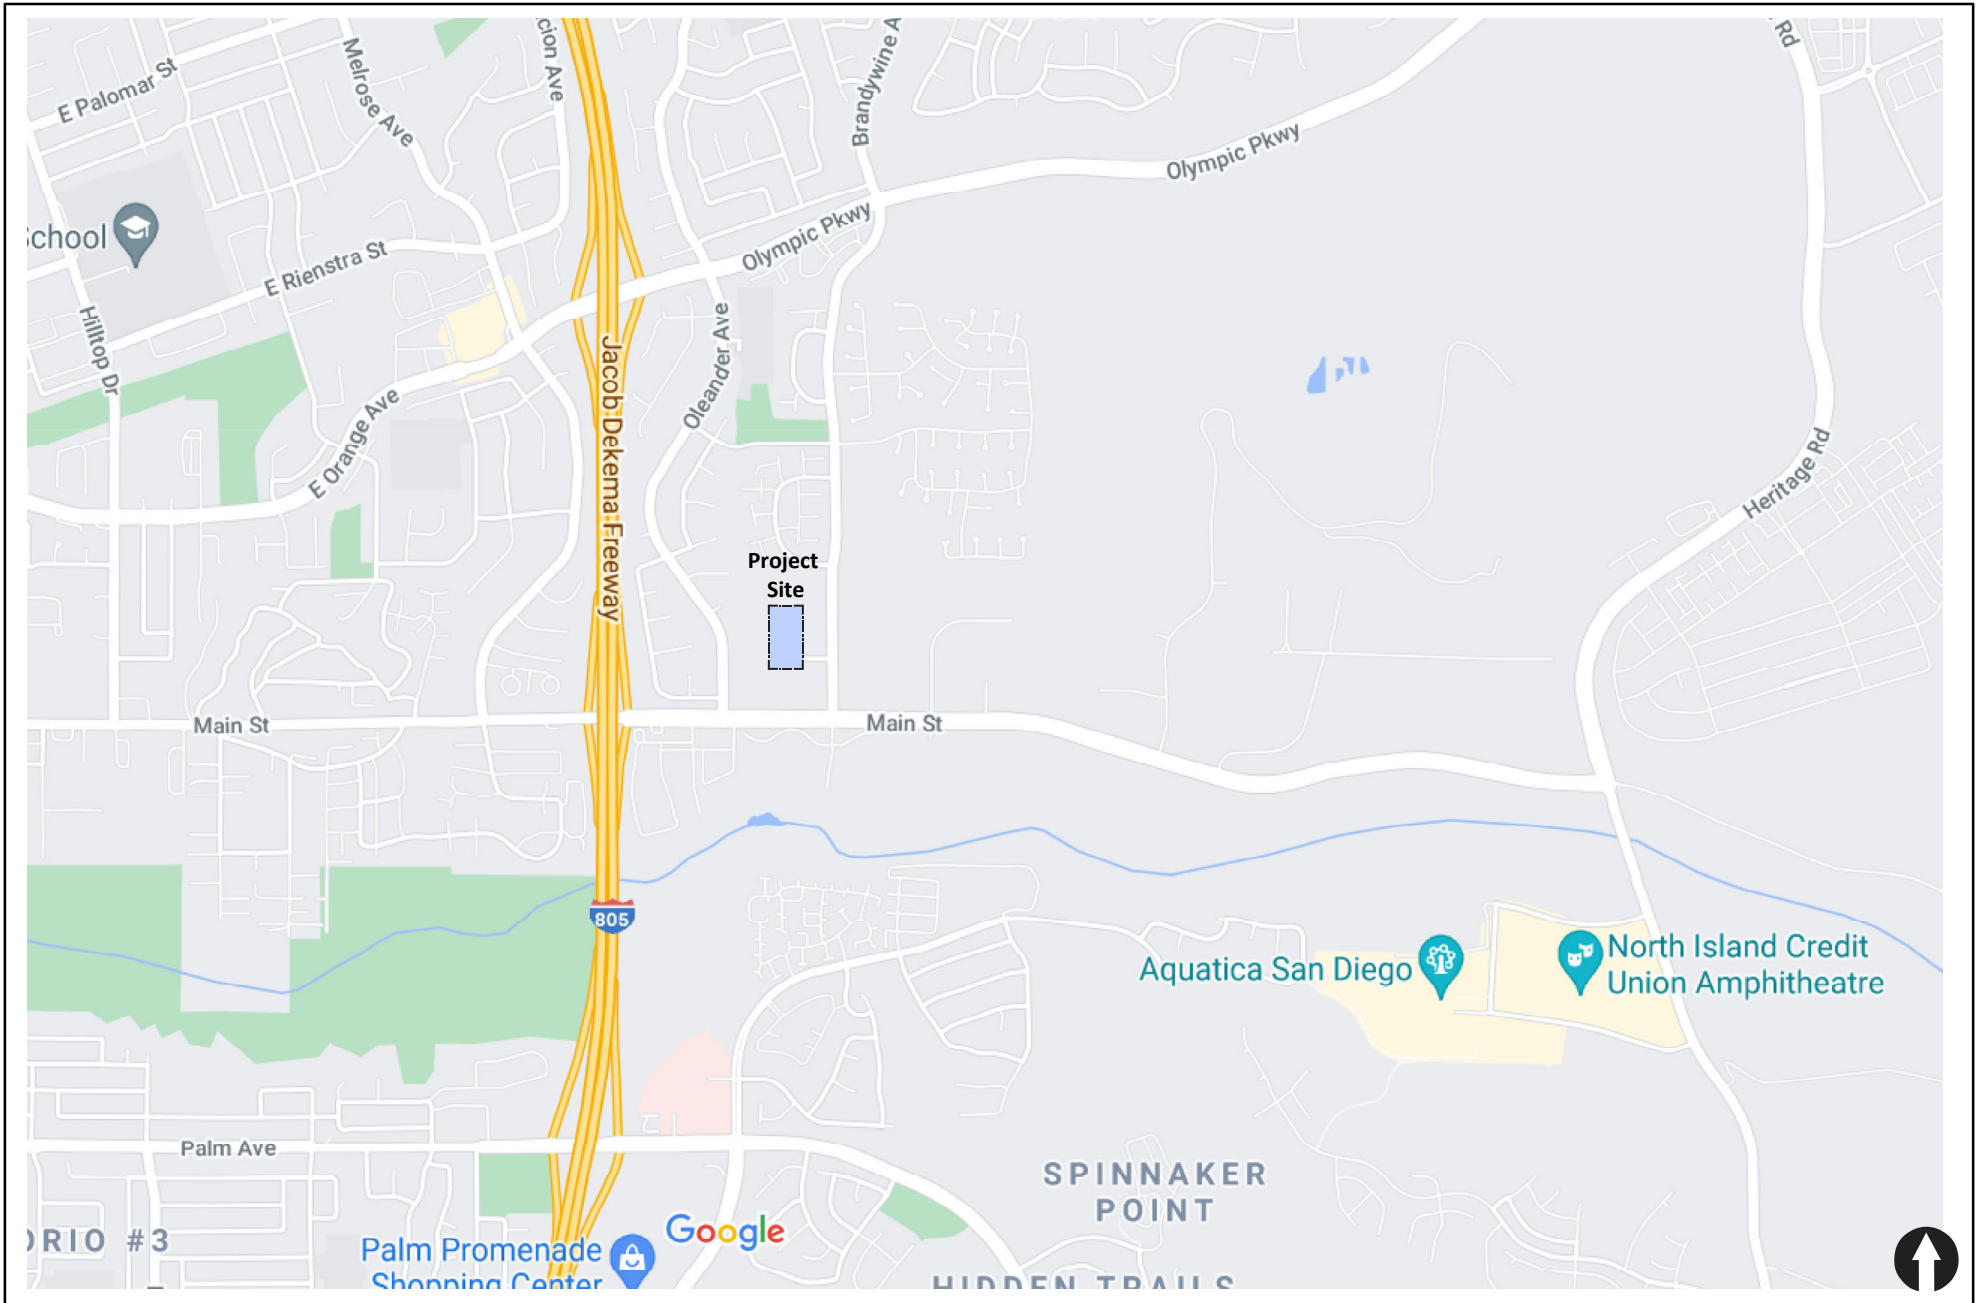 E Palomar St
Melrose Ave
cion Ave
Brandywine A
Rd
Olympic Pkwy
Olympic Pkwy
School
E Rienstra St
Hilltop Dr
Oleander Ave
Jacob Dekema Freeway
E Orange Ave
Heritage Rd
Project
Site
Main St
Main St
805
Aquatica San Diego
North Island Credit
Union Amphitheatre
Palm Ave
SPINNAKER
POINT
ORIO #3
Google
Palm Promenade
Shopping Center
HIDDEN TRAILS